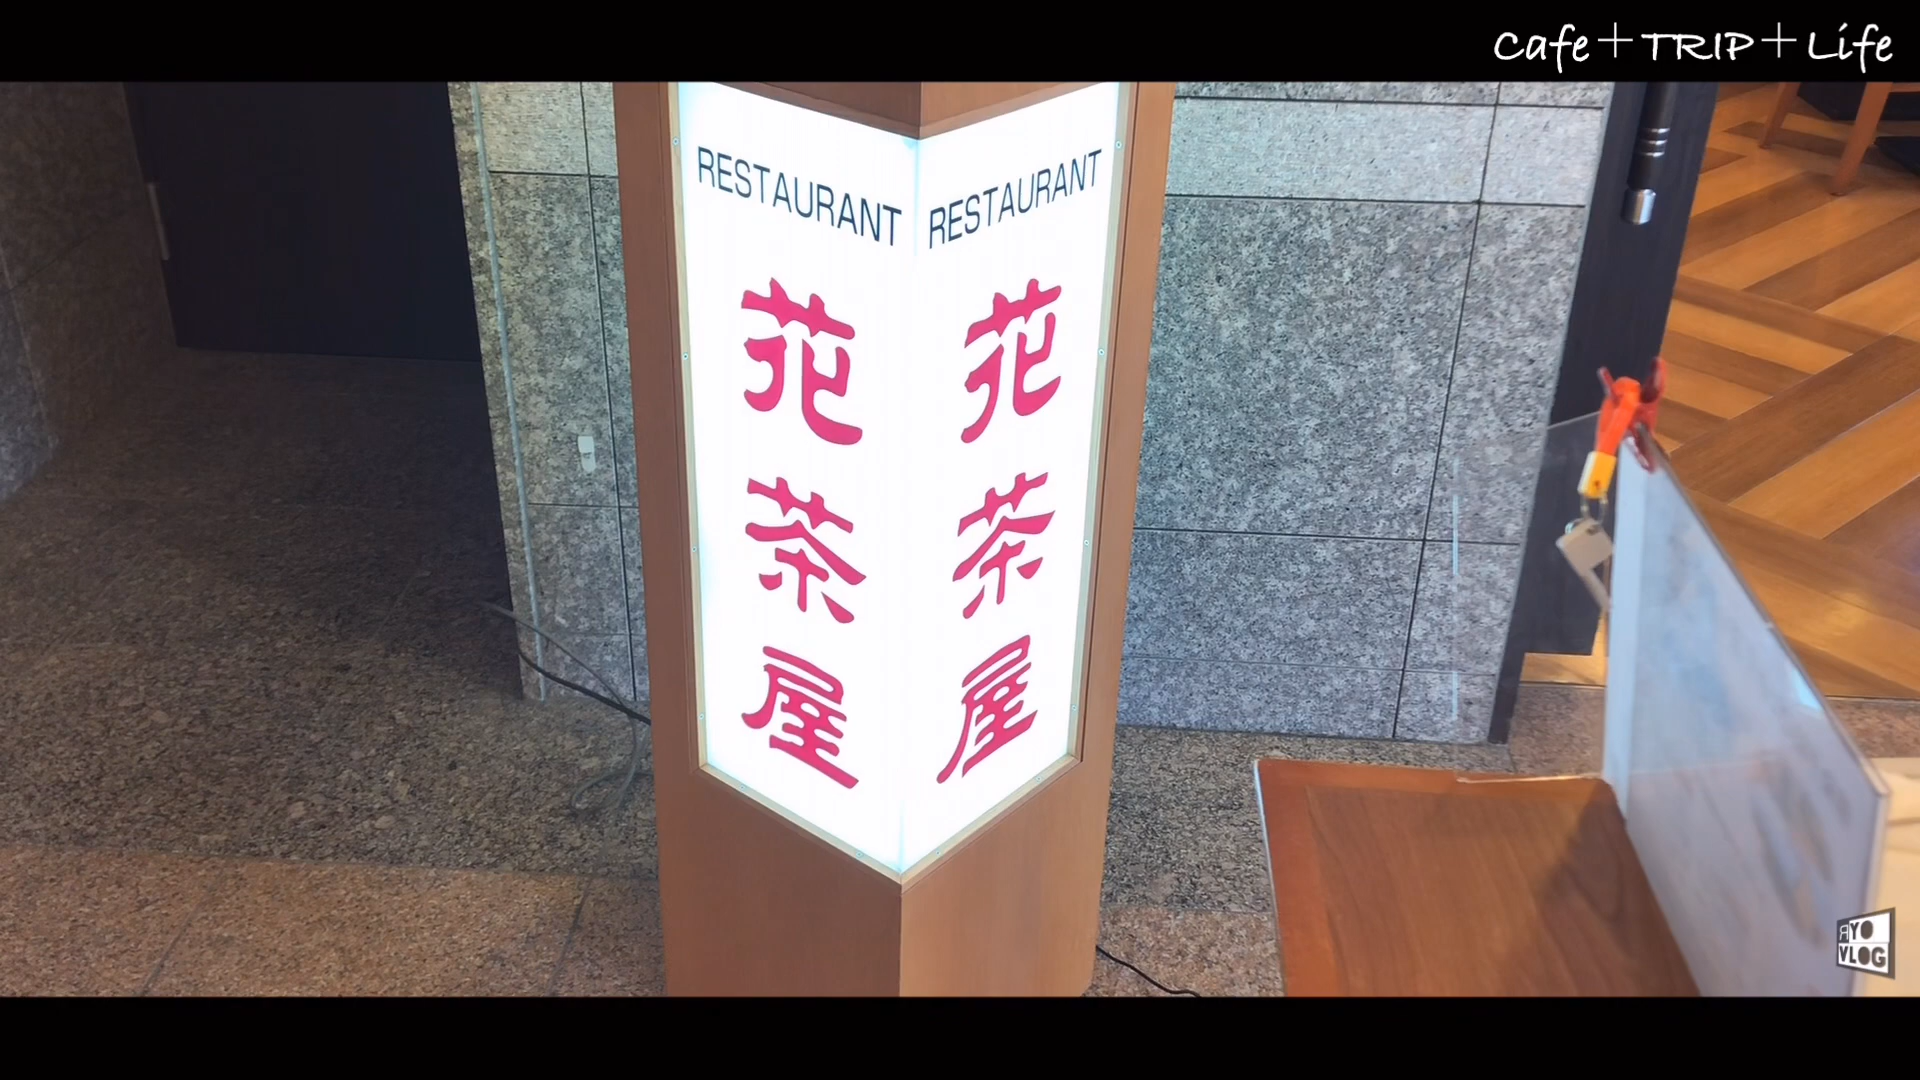 Cafe+TRIP+Life
RESTAURANT
花茶屋
RESTAURANT
花茶屋
RYO
VLOG